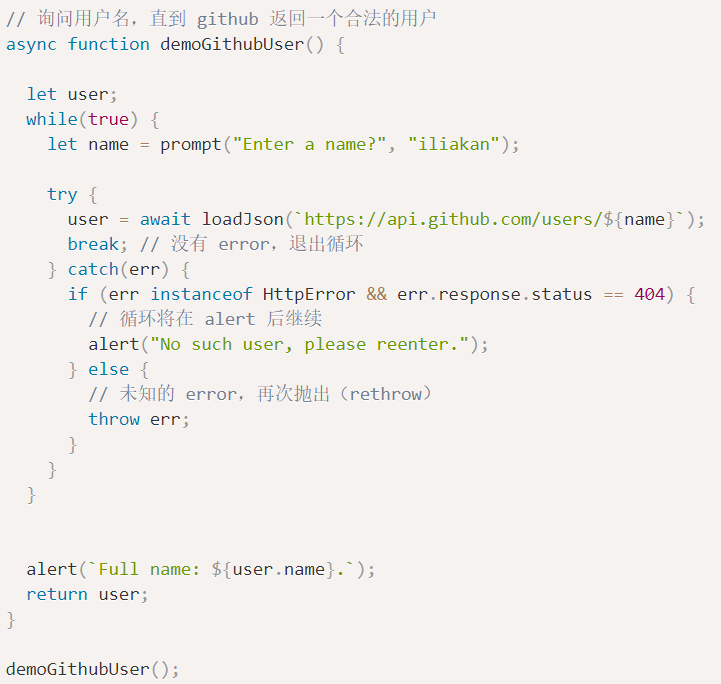 // 询问用户名，直到 github 返回一个合法的用户
async function demoGithubUser() {
let user;
while(true) {
let name = prompt("Enter a name?", "iliakan");
try {
user = await loadJson(`https://api.github.com/users/${name}`);
break; // 没有 error，退出循环
} catch(err) {
if (err instanceof HttpError && err.response.status == 404) {
// 循环将在 alert 后继续
alert("No such user, please reenter.");
} else {
// 未知的 error，再次抛出（rethrow）
throw err;
}
}
}
alert(`Full name: ${user.name}.`);
return user;
}
demoGithubUser();